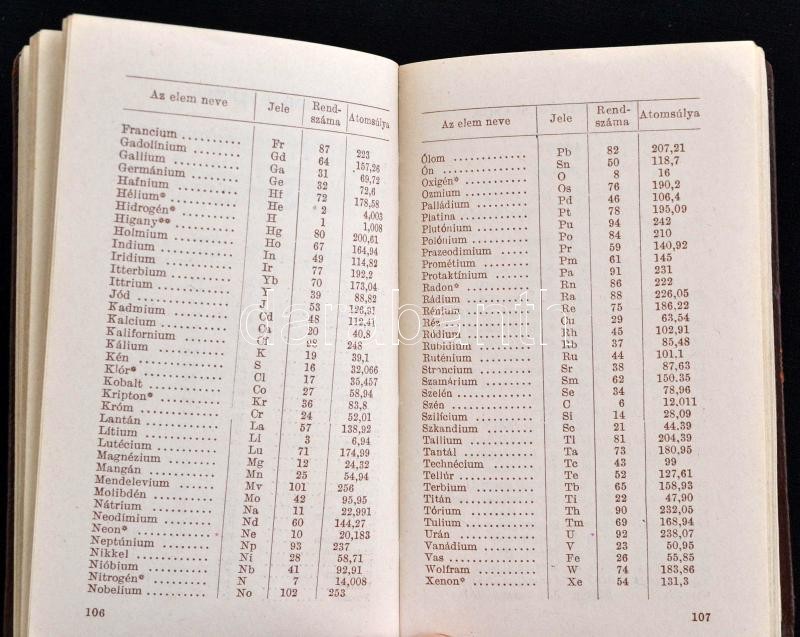 Az elem neve Jele Rend-száma Atomsúlya
Francium .......... Fr 87 223
Gadolínium ........ Gd 64 157,26
Gallium .......... Ga 31 69,72
Germánium ........ Ge 32 72,6
Hafnium .......... Hf 72 178,58
Hélium* .......... He 2 4,003
Hidrogén* ........ H 1 1,008
Higany** ......... Hg 80 200,61
Holmium .......... Ho 67 164,94
Indium .......... In 49 114,82
Iridium .......... Ir 77 192,2
Itterbium ........ Yb 70 173,04
Ittrium .......... Y 39 88,82
Jód .......... J 53 126,91
Kadmium .......... Cd 48 112,41
Kalcium .......... Ca 20 40,8
Kalifornium ...... Cf 248
Kálium .......... K 19 39,1
Kén .......... S 16 32,066
Klór* .......... Cl 17 35,457
Kobalt .......... Co 27 58,94
Kripton* ......... Kr 36 83,8
Króm .......... Cr 24 52,01
Lantán .......... La 57 138,92
Lítium .......... Li 3 6,94
Lutécium ......... Lu 71 174,99
Magnézium ........ Mg 12 24,32
Mangán .......... Mn 25 54,94
Mendelevium ...... Mv 101 256
Molibdén ......... Mo 42 95,95
Nátrium .......... Na 11 22,991
Neodímium ........ Nd 60 144,27
Neon* .......... Ne 10 20,183
Neptúnium ........ Np 93 237
Nikkel .......... Ni 28 58,71
Nióbium .......... Nb 41 92,91
Nitrogén* ........ N 7 14,008
Nobelium ......... No 102 253
106
Az elem neve Jele Rend-száma Atomsúlya
Ólom .......... Pb 82 207,21
Ón .......... Sn 50 118,7
Oxigén* .......... O 8 16
Ozmium .......... Os 76 190,2
Palládium ........ Pd 46 106,4
Platina .......... Pt 78 195,09
Plutónium ........ Pu 94 242
Polónium ......... Po 84 210
Prazeodimium ..... Pr 59 140,92
Prométium ........ Pm 61 145
Protaktínium ..... Pa 91 231
Radon* .......... Rn 86 222
Rádium .......... Ra 88 226,05
Rénium .......... Re 75 186,22
Réz .......... Cu 29 63,54
Ródium .......... Rh 45 102,91
Rubidium ......... Rb 37 85,48
Ruténium ......... Ru 44 101,1
Stroncium ........ Sr 38 87,63
Szamárium ........ Sm 62 150.35
Szelén .......... Se 34 78,96
Szén .......... C 6 12,011
Szilícium ........ Si 14 28,09
Szkandium ........ Sc 21 44.39
Tallium .......... Tl 81 204,39
Tantál .......... Ta 73 180,95
Technécium ....... Tc 43 99
Tellúr .......... Te 52 127,61
Terbium .......... Tb 65 158,93
Titán .......... Ti 22 47,90
Tórium .......... Th 90 232,05
Tulium .......... Tm 69 168,94
Urán .......... U 92 238,07
Vanádium ......... V 23 50,95
Vas .......... Fe 26 55,85
Wolfram .......... W 74 183,86
Xenon* .......... Xe 54 131,3
107
darabanth